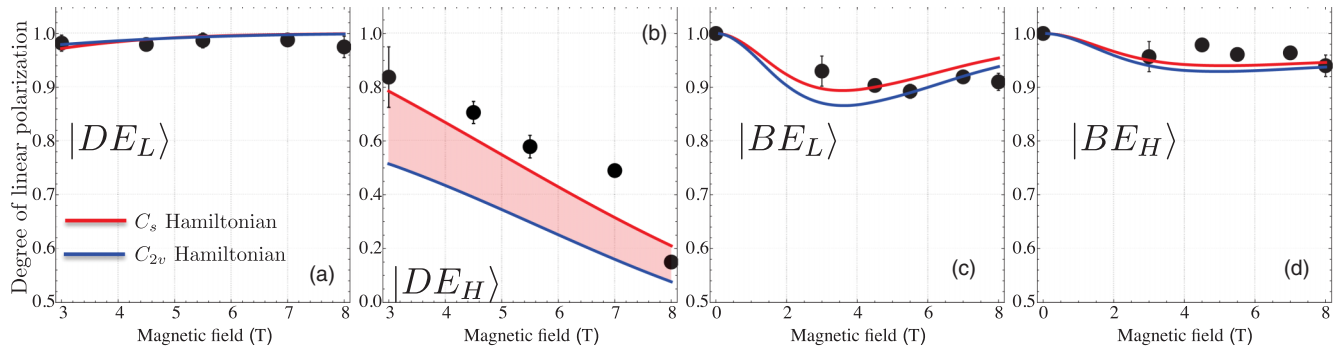 Degree of linear polarization
1.0
0.9
0.8
0.7
0.6
0.5
|DE_L⟩
C_s Hamiltonian
C_{2v} Hamiltonian
(a)
3 4 5 6 7 8
Magnetic field (T)
1.0
0.8
0.6
0.4
0.2
0.0
(b)
|DE_H⟩
3 4 5 6 7 8
Magnetic field (T)
1.0
0.9
0.8
0.7
0.6
0.5
|BE_L⟩
(c)
0 2 4 6 8
Magnetic field (T)
1.0
0.9
0.8
0.7
0.6
0.5
|BE_H⟩
(d)
0 2 4 6 8
Magnetic field (T)